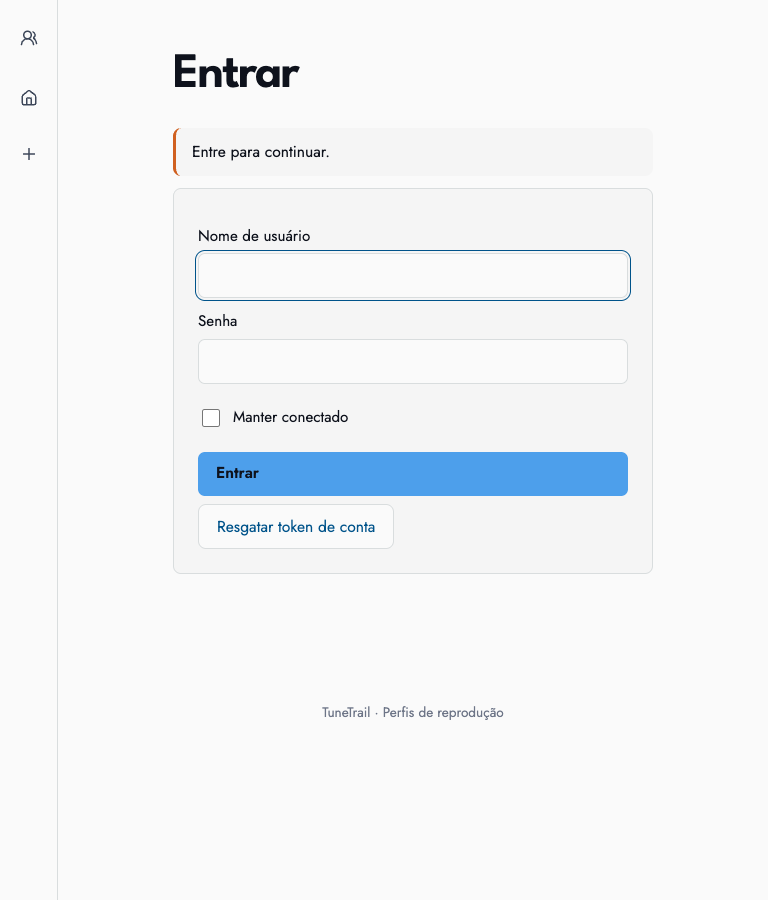 Entrar
Entre para continuar.
Nome de usuário
Senha
Manter conectado
Entrar
Resgatar token de conta
TuneTrail · Perfis de reprodução